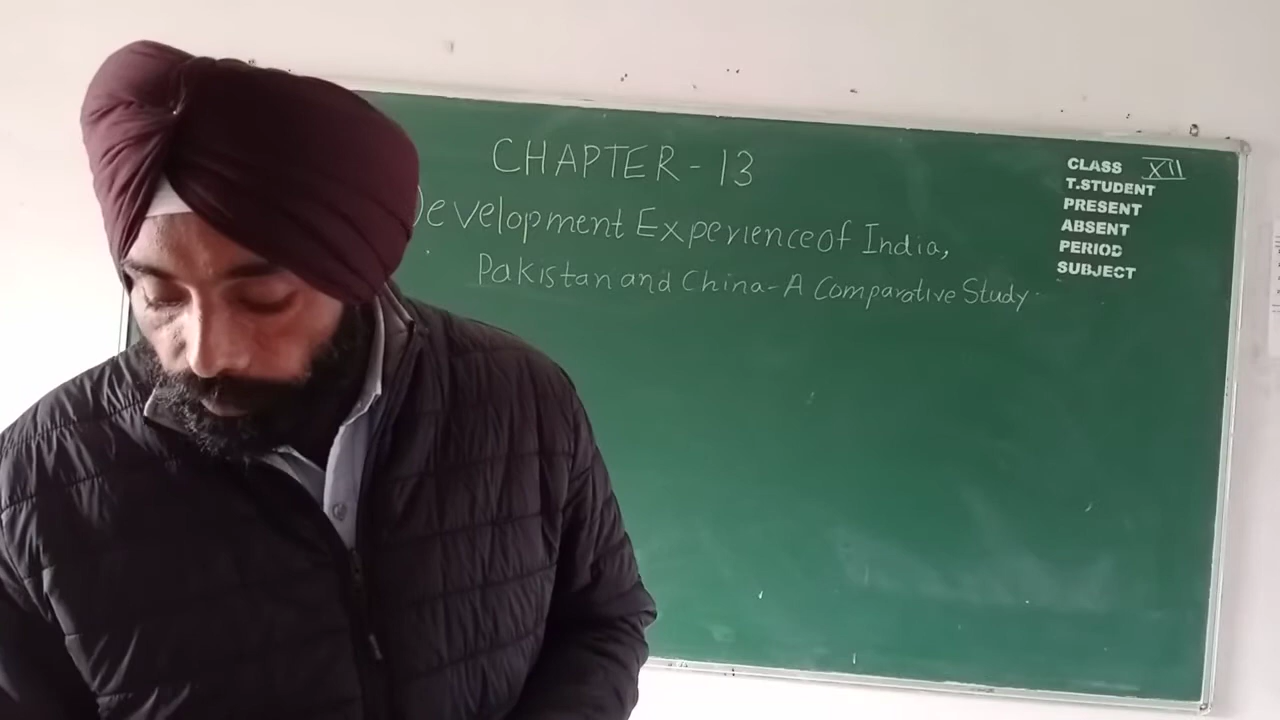 CHAPTER - 13
Development Experience of India,
Pakistan and China - A Comparative Study
CLASS XII
T.STUDENT
PRESENT
ABSENT
PERIOD
SUBJECT